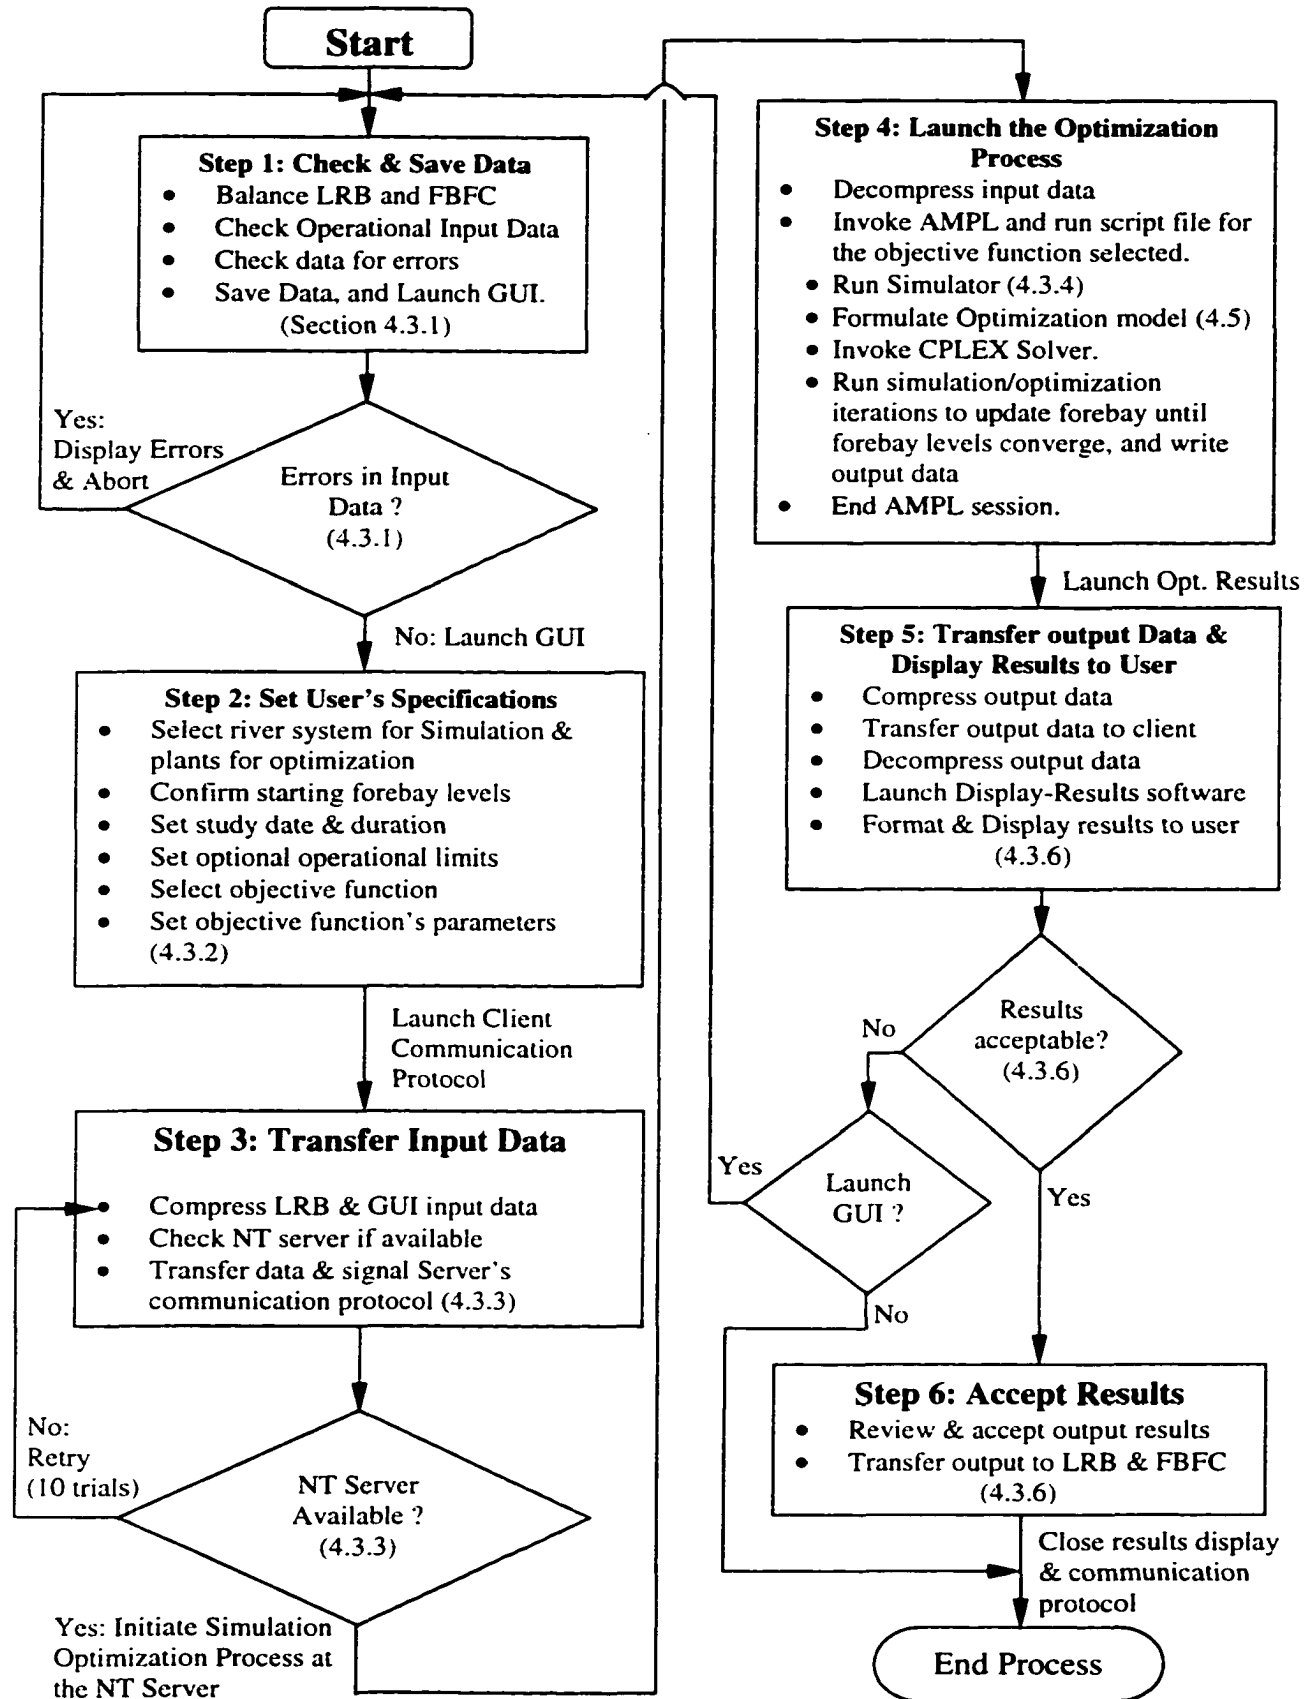 Start
Step 1: Check & Save Data
• Balance LRB and FBFC
• Check Operational Input Data
• Check data for errors
• Save Data, and Launch GUI.
(Section 4.3.1)
Yes:
Display Errors
& Abort
Errors in Input
Data ?
(4.3.1)
No: Launch GUI
Step 2: Set User's Specifications
• Select river system for Simulation &
plants for optimization
• Confirm starting forebay levels
• Set study date & duration
• Set optional operational limits
• Select objective function
• Set objective function's parameters
(4.3.2)
Launch Client
Communication
Protocol
Step 3: Transfer Input Data
• Compress LRB & GUI input data
• Check NT server if available
• Transfer data & signal Server's
communication protocol (4.3.3)
No:
Retry
(10 trials)
NT Server
Available ?
(4.3.3)
Yes: Initiate Simulation
Optimization Process at
the NT Server
Step 4: Launch the Optimization
Process
• Decompress input data
• Invoke AMPL and run script file for
the objective function selected.
• Run Simulator (4.3.4)
• Formulate Optimization model (4.5)
• Invoke CPLEX Solver.
• Run simulation/optimization
iterations to update forebay until
forebay levels converge, and write
output data
• End AMPL session.
Launch Opt. Results
Step 5: Transfer output Data &
Display Results to User
• Compress output data
• Transfer output data to client
• Decompress output data
• Launch Display-Results software
• Format & Display results to user
(4.3.6)
Results
acceptable?
(4.3.6)
No
Yes
Launch
GUI ?
Yes
No
Step 6: Accept Results
• Review & accept output results
• Transfer output to LRB & FBFC
(4.3.6)
Close results display
& communication
protocol
End Process